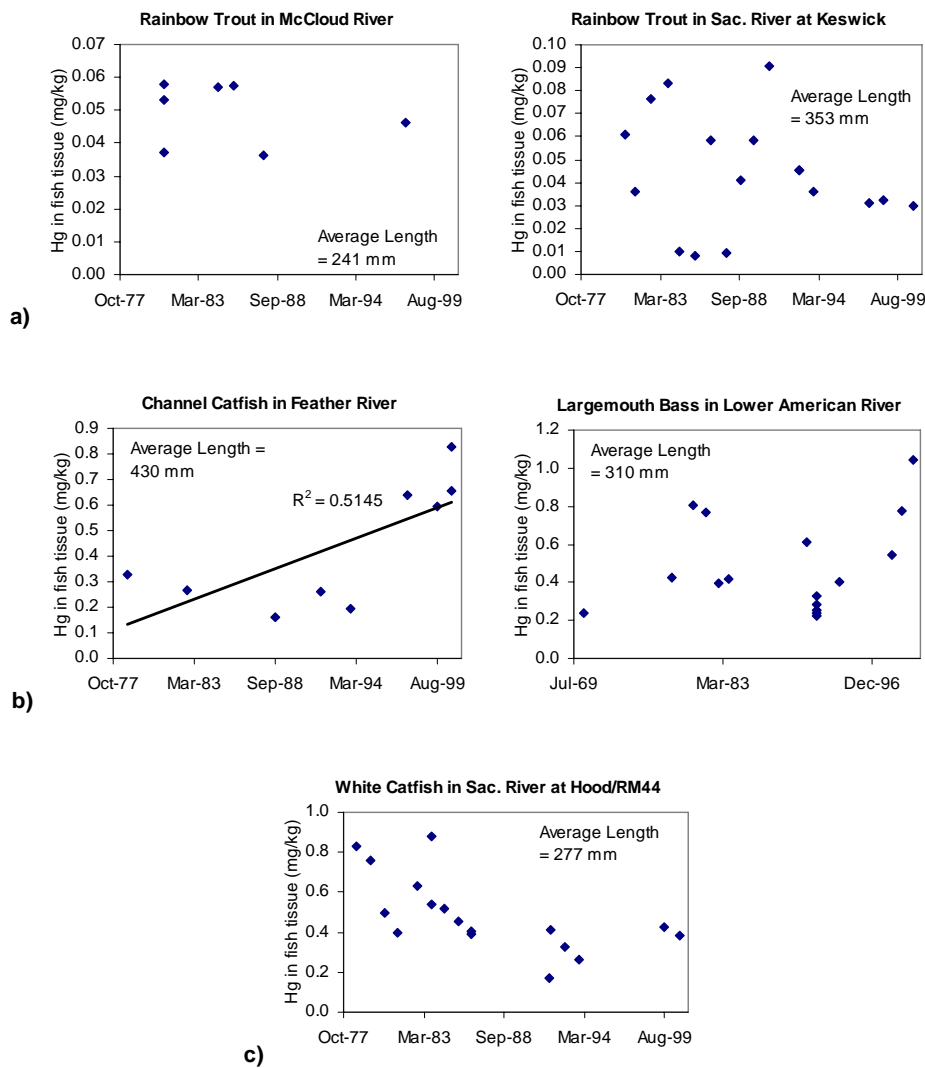 Rainbow Trout in McCloud River
Hg in fish tissue (mg/kg)
0.07
0.06
0.05
0.04
0.03
0.02
0.01
0.00
Average Length
= 241 mm
Oct-77 Mar-83 Sep-88 Mar-94 Aug-99
Rainbow Trout in Sac. River at Keswick
Hg in fish tissue (mg/kg)
0.10
0.09
0.08
0.07
0.06
0.05
0.04
0.03
0.02
0.01
0.00
Average Length
= 353 mm
Oct-77 Mar-83 Sep-88 Mar-94 Aug-99
a)
Channel Catfish in Feather River
Hg in fish tissue (mg/kg)
0.9
0.8
0.7
0.6
0.5
0.4
0.3
0.2
0.1
0.0
Average Length =
430 mm
R² = 0.5145
Oct-77 Mar-83 Sep-88 Mar-94 Aug-99
Largemouth Bass in Lower American River
Hg in fish tissue (mg/kg)
1.2
1.0
0.8
0.6
0.4
0.2
0.0
Average Length
= 310 mm
Jul-69 Mar-83 Dec-96
b)
White Catfish in Sac. River at Hood/RM44
Hg in fish tissue (mg/kg)
1.0
0.8
0.6
0.4
0.2
0.0
Average Length
= 277 mm
Oct-77 Mar-83 Sep-88 Mar-94 Aug-99
c)